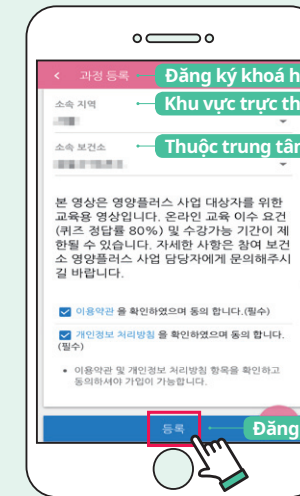 < 과정 등록 Đăng ký khoá h
소속 지역 Khu vực trực th
소속 보건소 Thuộc trung tân
본 영상은 영양플러스 사업 대상자를 위한
교육용 영상입니다. 온라인 교육 이수 요건
(퀴즈 정답률 80%) 및 수강가능 기간이 제
한될 수 있습니다. 자세한 사항은 참여 보건
소 영양플러스 사업 담당자에게 문의해주시
길 바랍니다.
이용약관 을 확인하였으며 동의 합니다.(필수)
개인정보 처리방침 을 확인하였으며 동의 합니다.
(필수)
• 이용약관 및 개인정보 처리방침 항목을 확인하고
동의하셔야 가입이 가능합니다.
등록 Đăng